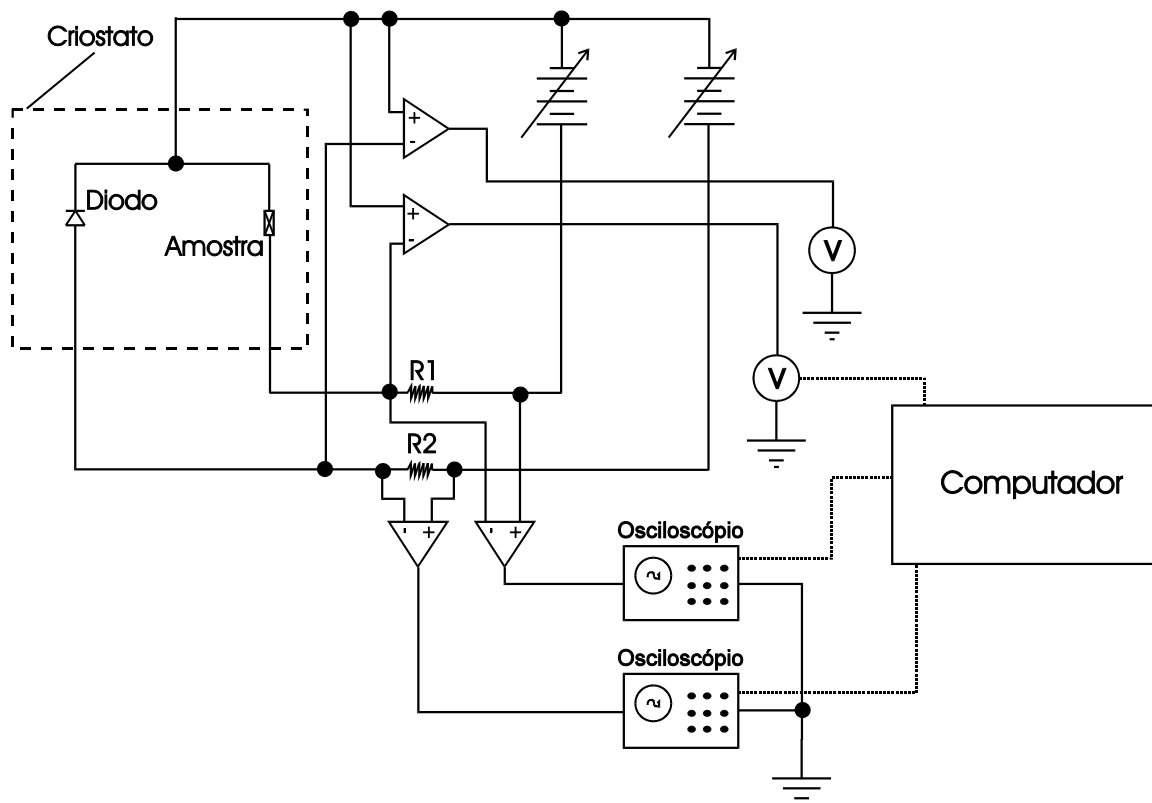 Criostato
+
-
Diodo
+
Amostra
-
V
R1
V
R2
Computador
- +
- +
Osciloscópio
Osciloscópio